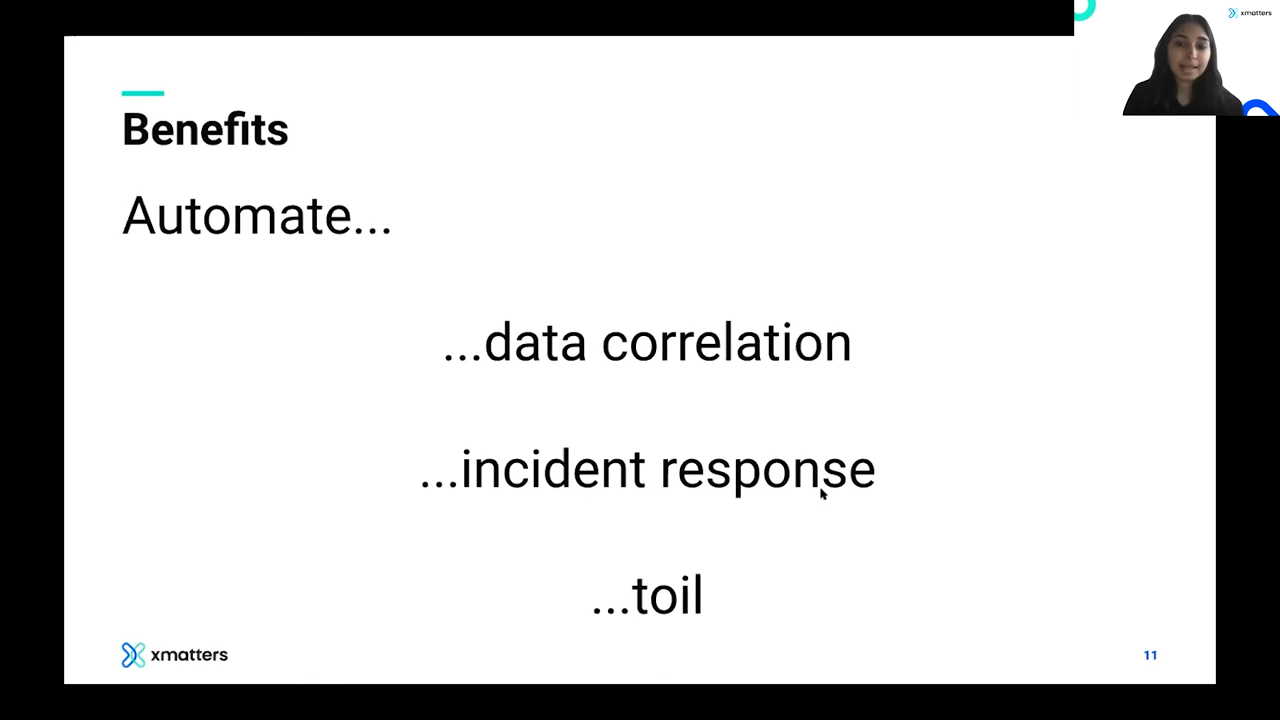 xmatters
Benefits
Automate...
...data correlation
...incident response
...toil
xmatters
11